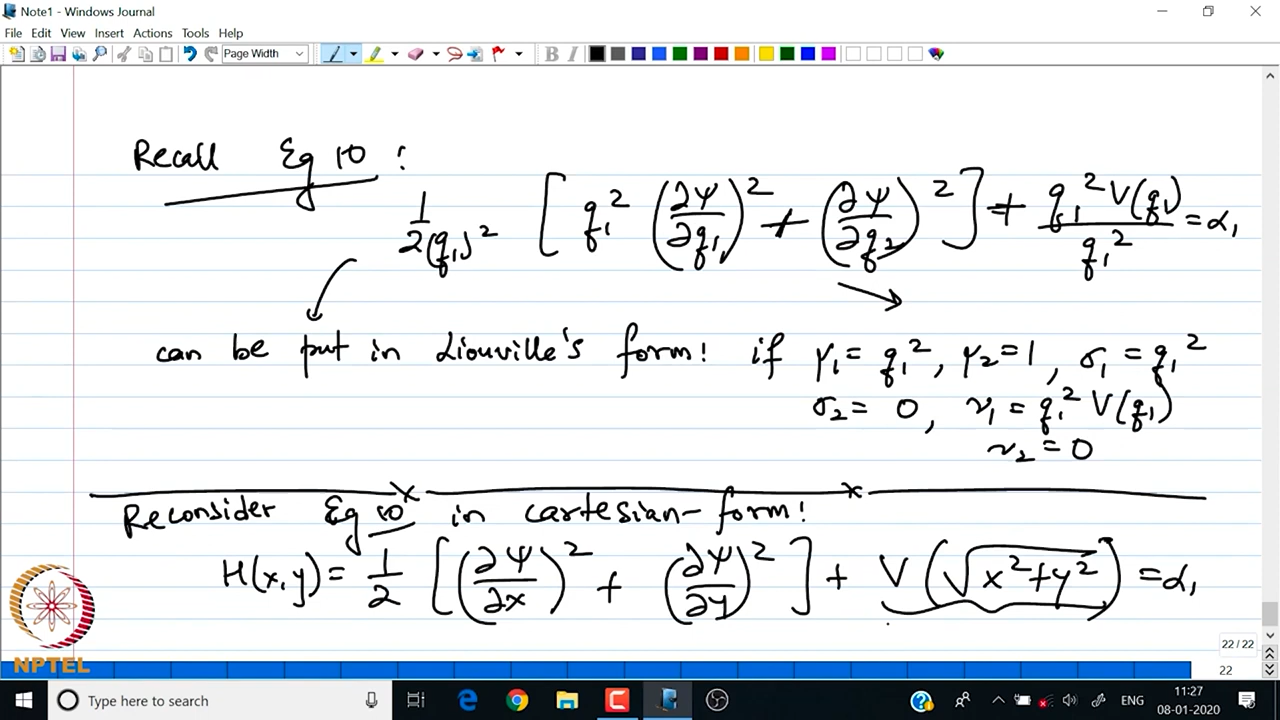 Note1 - Windows Journal
File Edit View Insert Actions Tools Help
Page Width
Recall Eq 10 :
1/2(q₁)² [ q₁² (∂Ψ/∂q₁)² + (∂Ψ/∂q₂)² ] + q₁² V(q₁)/q₁² = α₁
can be put in Liouville's form! if γ₁ = q₁², γ₂ = 1, σ₁ = q₁²
σ₂ = 0, ν₁ = q₁² V(q₁)
ν₂ = 0
Reconsider Eq 10 in cartesian-form!
H(x,y) = 1/2 [ (∂Ψ/∂x)² + (∂Ψ/∂y)² ] + V(√x²+y²) = α₁
NPTEL
22 / 22
22
Type here to search
ENG
11:27
08-01-2020